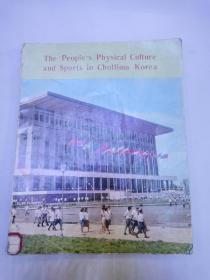 The People's Physical Culture
and Sports in Chollima Korea